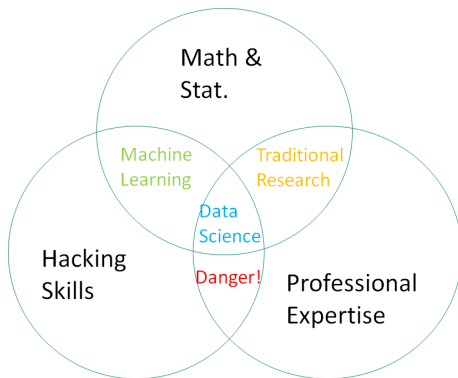 Math &
Stat.
Machine
Learning
Traditional
Research
Data
Science
Hacking
Skills
Danger!
Professional
Expertise